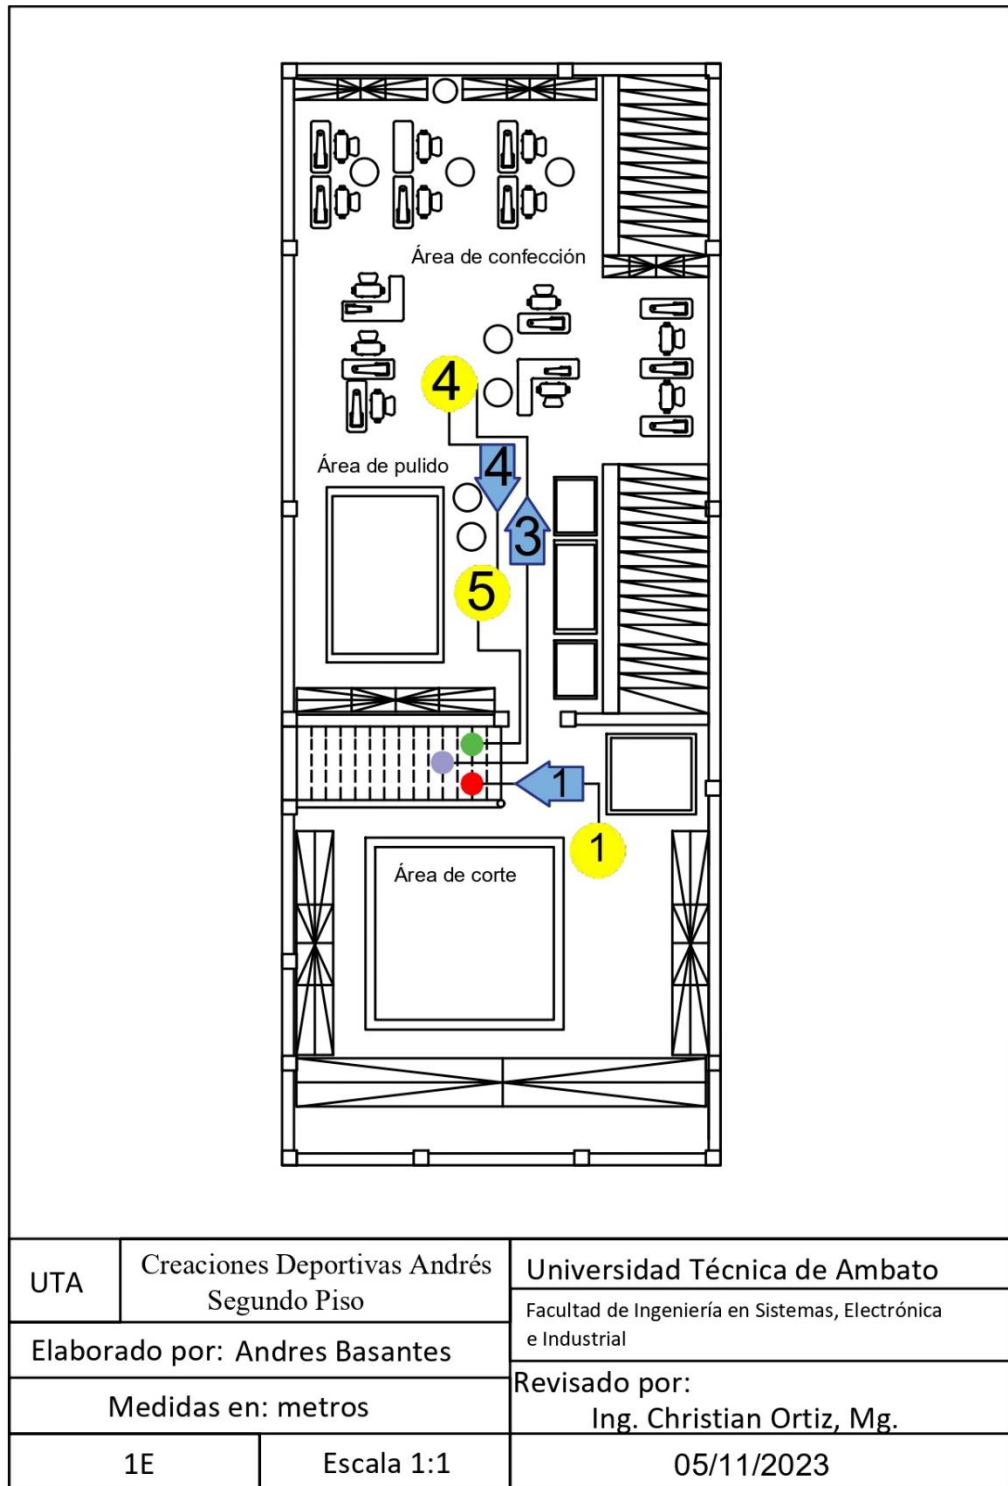 Área de confección
4
Área de pulido
4
3
5
1
1
Área de corte
UTA
Creaciones Deportivas Andrés
Segundo Piso
Universidad Técnica de Ambato
Facultad de Ingeniería en Sistemas, Electrónica
e Industrial
Elaborado por: Andres Basantes
Revisado por:
Ing. Christian Ortiz, Mg.
Medidas en: metros
1E
Escala 1:1
05/11/2023